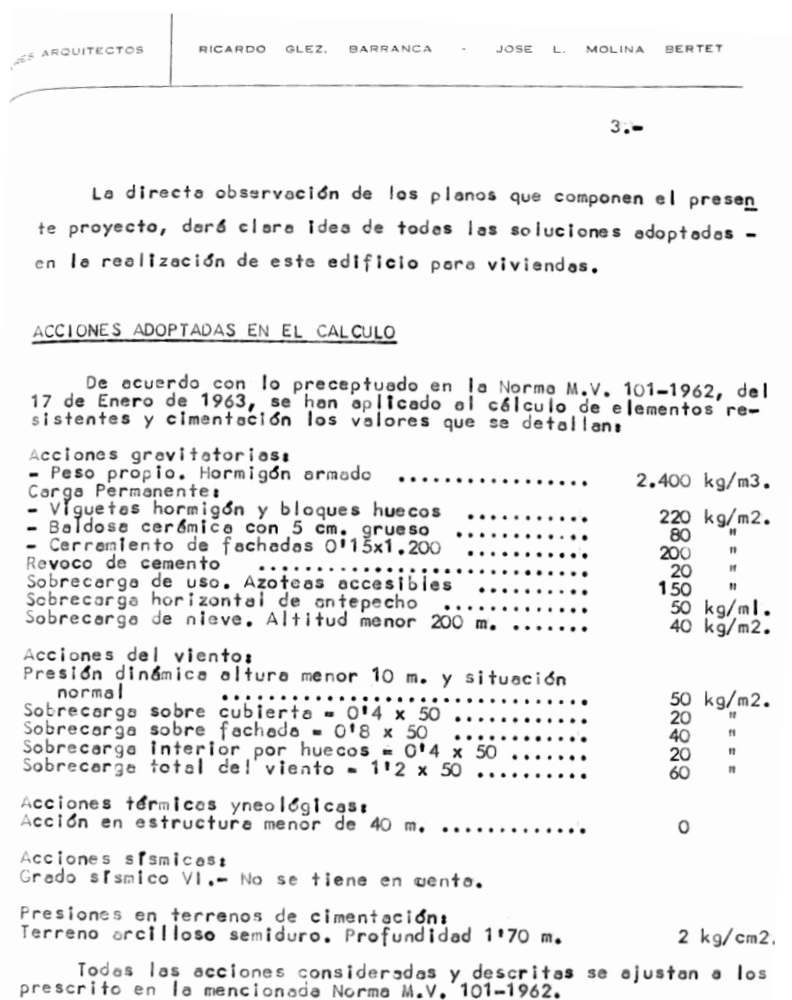 RES ARQUITECTOS RICARDO GLEZ. BARRANCA - JOSE L. MOLINA BERTET
3.-
La directa observación de los planos que componen el presen
te proyecto, dará clara idea de todas las soluciones adoptadas -
en la realización de este edificio para viviendas.
ACCIONES ADOPTADAS EN EL CALCULO
De acuerdo con lo preceptuado en la Norma M.V. 101-1962, del
17 de Enero de 1963, se han aplicado al cálculo de elementos re-
sistentes y cimentación los valores que se detallan:
Acciones gravitatorias:
- Peso propio. Hormigón armado ................. 2.400 kg/m3.
Carga Permanente:
- Viguetas hormigón y bloques huecos ........... 220 kg/m2.
- Baldosa cerámica con 5 cm. grueso ............ 80 "
- Cerramiento de fachadas 0'15x1.200 ........... 200 "
Revoco de cemento .............................. 20 "
Sobrecarga de uso. Azoteas accesibles .......... 150 "
Sobrecarga horizontal de antepecho ............. 50 kg/ml.
Sobrecarga de nieve. Altitud menor 200 m. ....... 40 kg/m2.
Acciones del viento:
Presión dinámica altura menor 10 m. y situación
normal .................................. 50 kg/m2.
Sobrecarga sobre cubierta = 0'4 x 50 ............ 20 "
Sobrecarga sobre fachada = 0'8 x 50 ............ 40 "
Sobrecarga interior por huecos = 0'4 x 50 ....... 20 "
Sobrecarga total del viento = 1'2 x 50 .......... 60 "
Acciones térmicas yneológicas:
Acción en estructura menor de 40 m. ............. 0
Acciones sísmicas:
Grado sísmico VI.- No se tiene en uenta.
Presiones en terrenos de cimentación:
Terreno arcilloso semiduro. Profundidad 1'70 m. 2 kg/cm2.
Todas las acciones consideradas y descritas se ajustan a los
prescrito en la mencionada Norma M.V. 101-1962.